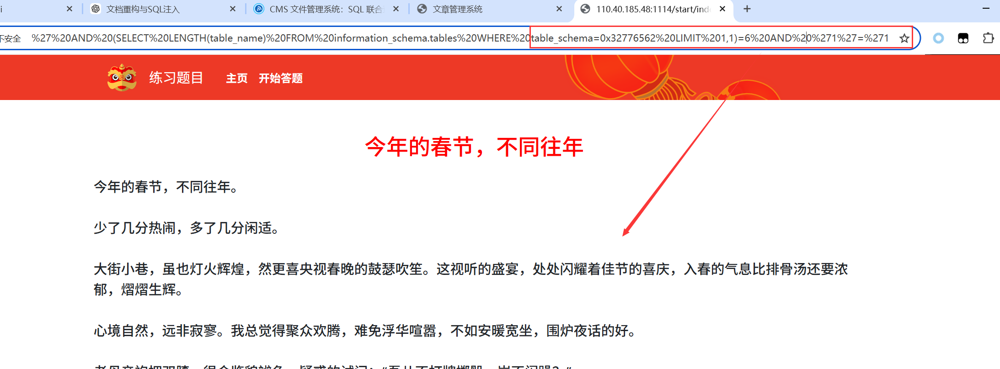 i
文档重构与SQL注入
CMS 文件管理系统：SQL 联合
文章管理系统
110.40.185.48:1114/start/ind
不安全 %27%20AND%20(SELECT%20LENGTH(table_name)%20FROM%20information_schema.tables%20WHERE%20table_schema=0x32776562%20LIMIT%201,1)=6%20AND%20%271%27=%271
练习题目 主页 开始答题
今年的春节，不同往年
今年的春节，不同往年。
少了几分热闹，多了几分闲适。
大街小巷，虽也灯火辉煌，然更喜央视春晚的鼓瑟吹笙。这视听的盛宴，处处闪耀着佳节的喜庆，入春的气息比排骨汤还要浓
郁，熠熠生辉。
心境自然，远非寂寥。我总觉得聚众欢腾，难免浮华喧嚣，不如安暖宽坐，围炉夜话的好。